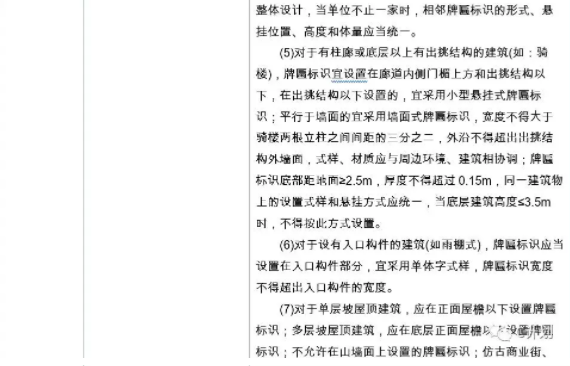 整体设计，当单位不止一家时，相邻牌匾标识的形式、悬
挂位置、高度和体量应当统一。
(5)对于有柱廊或底层以上有出挑结构的建筑(如：骑
楼)，牌匾标识宜设置在廊道内侧门楣上方和出挑结构以
下，在出挑结构以下设置的，宜采用小型悬挂式牌匾标
识；平行于墙面的宜采用墙面式牌匾标识，宽度不得大于
骑楼两根立柱之间间距的三分之二，外沿不得超出出挑结
构外墙面，式样、材质应与周边环境、建筑相协调；牌匾
标识底部距地面≥2.5m，厚度不得超过 0.15m，同一建筑物
上的设置式样和悬挂方式应统一，当底层建筑高度≤3.5m
时，不得按此方式设置。
(6)对于设有入口构件的建筑(如雨棚式)，牌匾标识应当
设置在入口构件部分，宜采用单体字式样，牌匾标识宽度
不得超出入口构件的宽度。
(7)对于单层坡屋顶建筑，应在正面屋檐以下设置牌匾
标识；多层坡屋顶建筑，应在底层正面屋檐以下设置牌匾
标识；不允许在山墙面上设置的牌匾标识；仿古商业街、